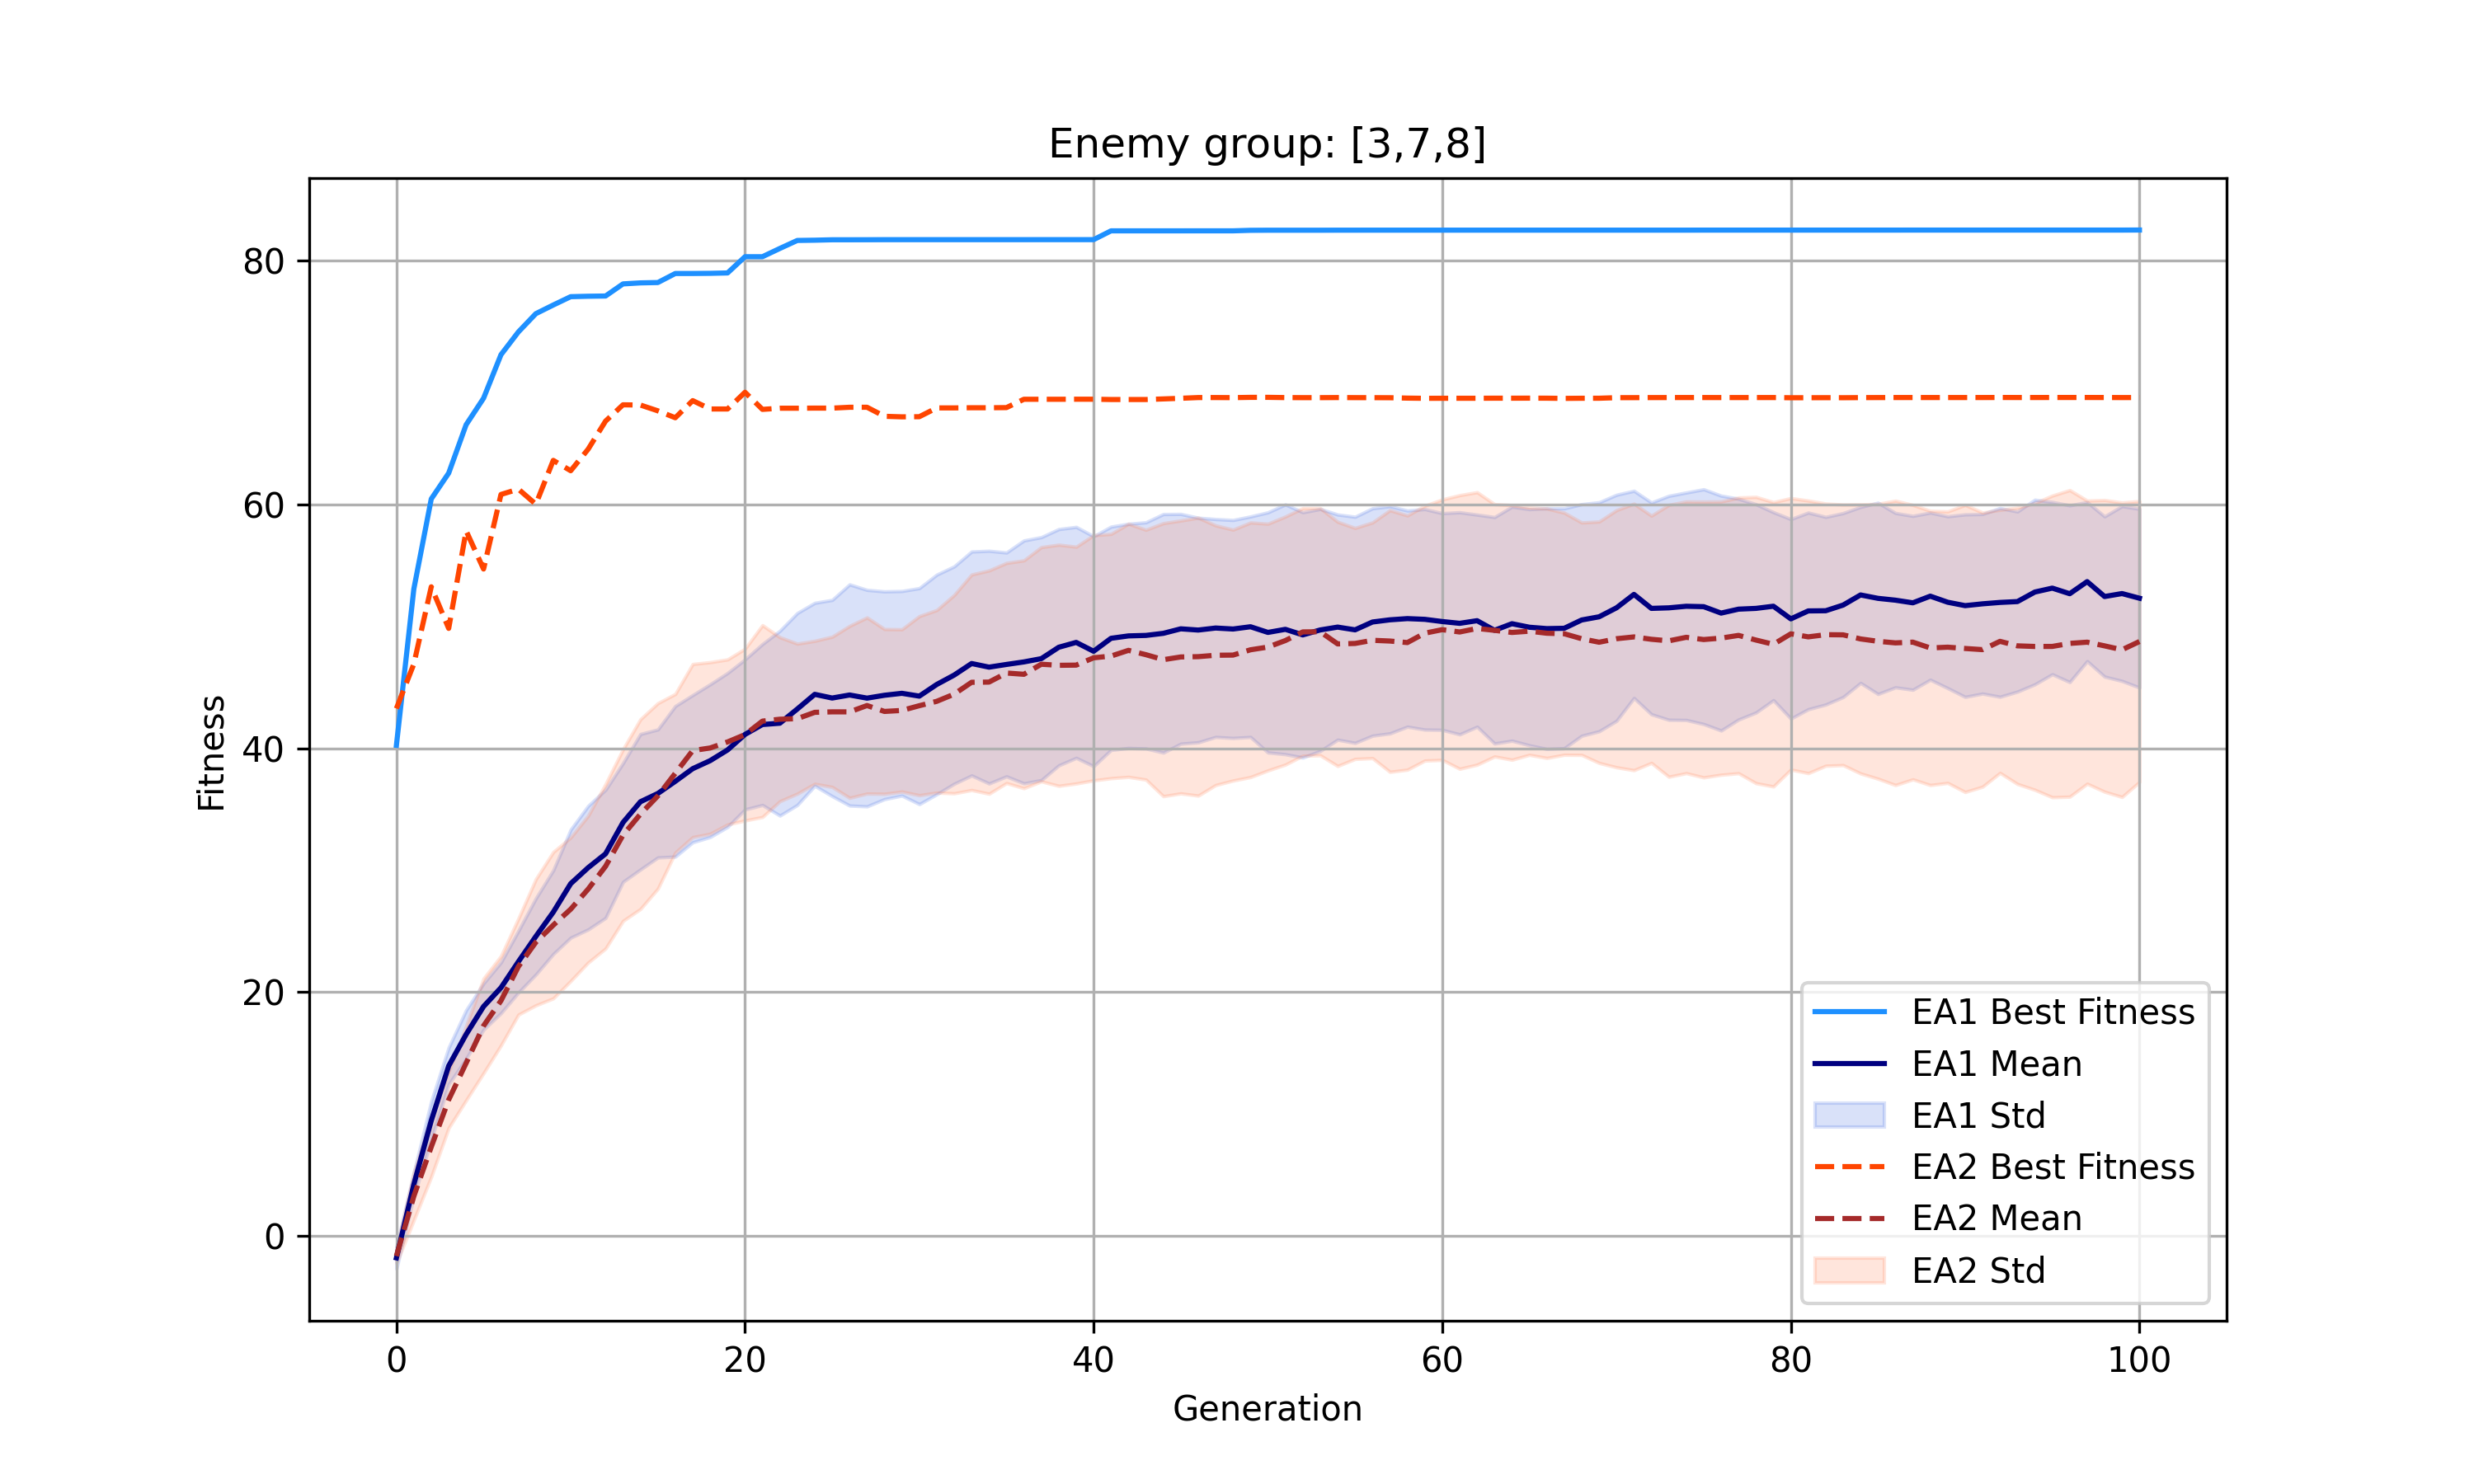 Enemy group: [3,7,8]
Fitness
80
60
40
20
0
EA1 Best Fitness
EA1 Mean
EA1 Std
EA2 Best Fitness
EA2 Mean
EA2 Std
0 20 40 60 80 100
Generation